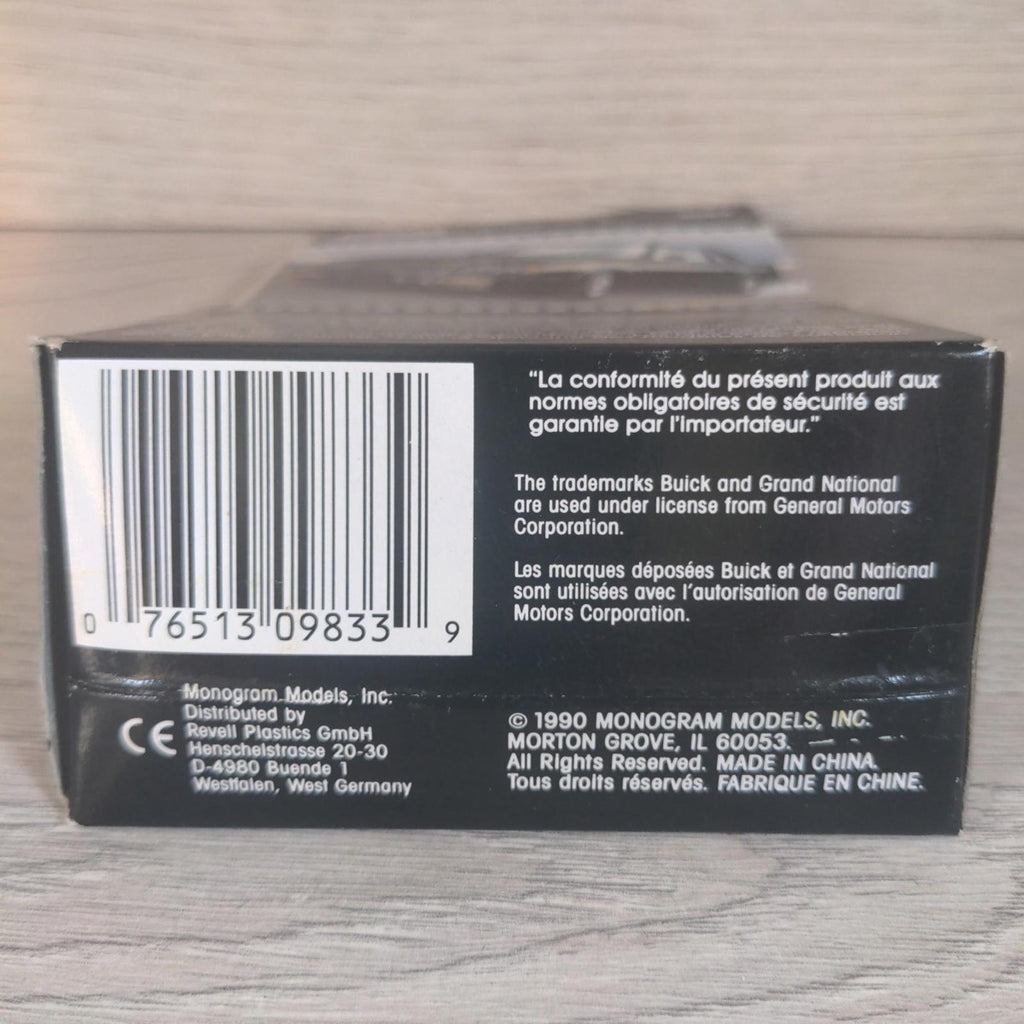 0 76513 09833 9
"La conformité du présent produit aux
normes obligatoires de sécurité est
garantie par l'importateur."
The trademarks Buick and Grand National
are used under license from General Motors
Corporation.
Les marques déposées Buick et Grand National
sont utilisées avec l'autorisation de General
Motors Corporation.
CE
Monogram Models, Inc.
Distributed by
Revell Plastics GmbH
Henschelstrasse 20-30
D-4980 Buende 1
Westfalen, West Germany
© 1990 MONOGRAM MODELS, INC.
MORTON GROVE, IL 60053.
All Rights Reserved. MADE IN CHINA.
Tous droits réservés. FABRIQUE EN CHINE.